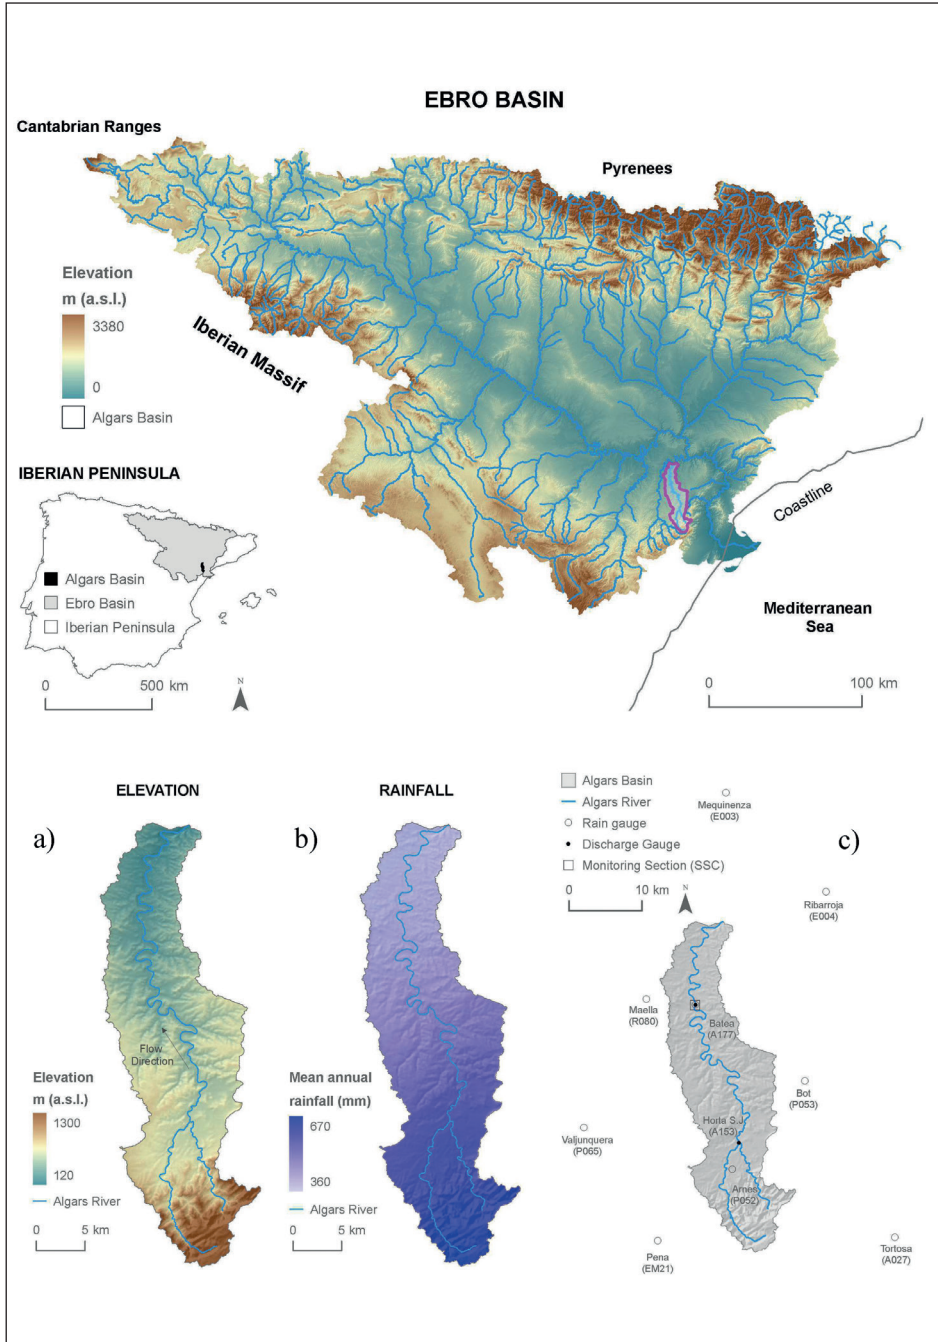 EBRO BASIN
Cantabrian Ranges
Pyrenees
Elevation
m (a.s.l.)
3380
0
Algars Basin
Iberian Massif
Coastline
Mediterranean
Sea
0
100 km
IBERIAN PENINSULA
Algars Basin
Ebro Basin
Iberian Peninsula
0
500 km
N
ELEVATION
a)
Flow
Direction
Elevation
m (a.s.l.)
1300
120
Algars River
0
5 km
RAINFALL
b)
Mean annual
rainfall (mm)
670
360
Algars River
0
5 km
Algars Basin
Algars River
Rain gauge
Discharge Gauge
Monitoring Section (SSC)
0
10 km
N
c)
Mequinenza
(E003)
Ribarroja
(E004)
Maella
(R080)
Batea
(A177)
Bot
(P053)
Horta S.J.
(A153)
Valjunquera
(P065)
Arnes
(P052)
Pena
(EM21)
Tortosa
(A027)